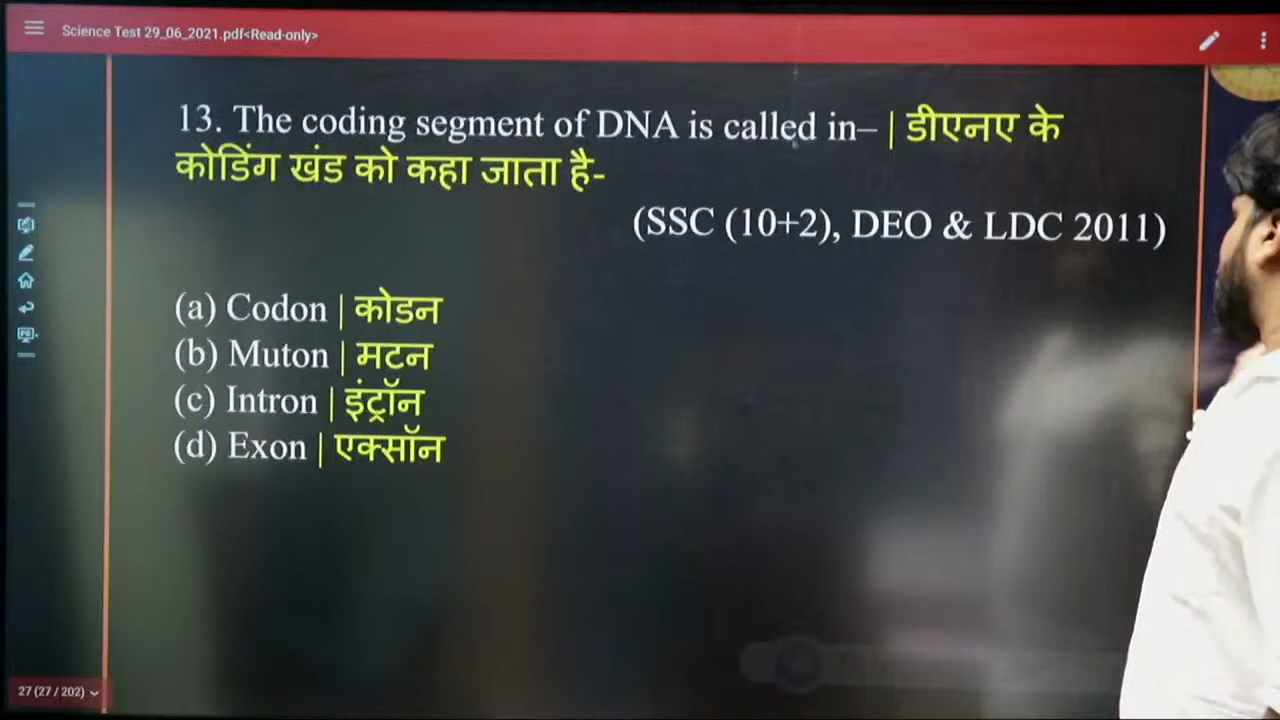 Science Test 29_06_2021.pdf<Read-only>
13. The coding segment of DNA is called in– | डीएनए के
कोडिंग खंड को कहा जाता है-
(SSC (10+2), DEO & LDC 2011)
(a) Codon | कोडन
(b) Muton | मटन
(c) Intron | इंट्रॉन
(d) Exon | एक्सॉन
27 (27 / 202)